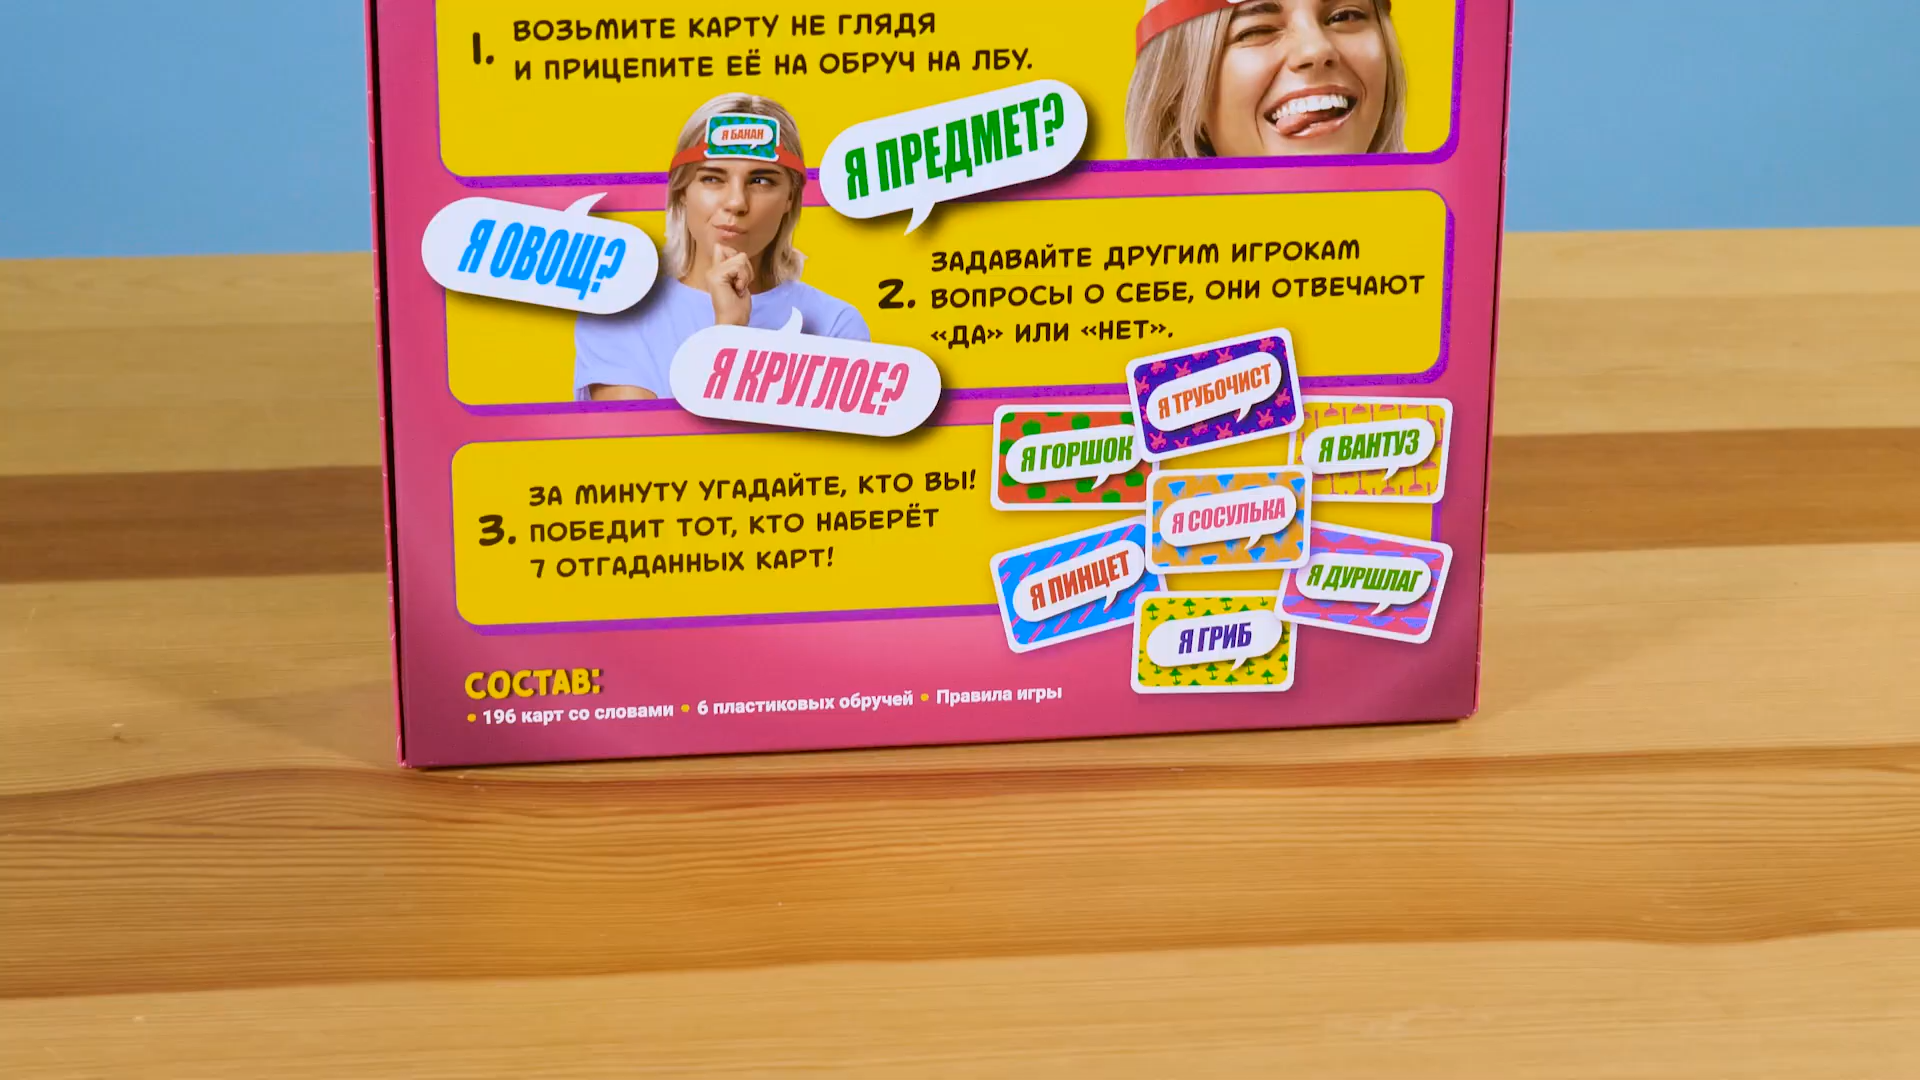 1. ВОЗЬМИТЕ КАРТУ НЕ ГЛЯДЯ
И ПРИЦЕПИТЕ ЕЁ НА ОБРУЧ НА ЛБУ.
Я БАНАН
Я ПРЕДМЕТ?
Я ОВОЩ?
Я КРУГЛОЕ?
2. ЗАДАВАЙТЕ ДРУГИМ ИГРОКАМ
ВОПРОСЫ О СЕБЕ, ОНИ ОТВЕЧАЮТ
«ДА» ИЛИ «НЕТ».
3. ЗА МИНУТУ УГАДАЙТЕ, КТО ВЫ!
ПОБЕДИТ ТОТ, КТО НАБЕРЁТ
7 ОТГАДАННЫХ КАРТ!
Я ТРУБОЧИСТ
Я ГОРШОК
Я ВАНТУЗ
Я СОСУЛЬКА
Я ПИНЦЕТ
Я ДУРШЛАГ
Я ГРИБ
СОСТАВ:
• 196 карт со словами • 6 пластиковых обручей • Правила игры